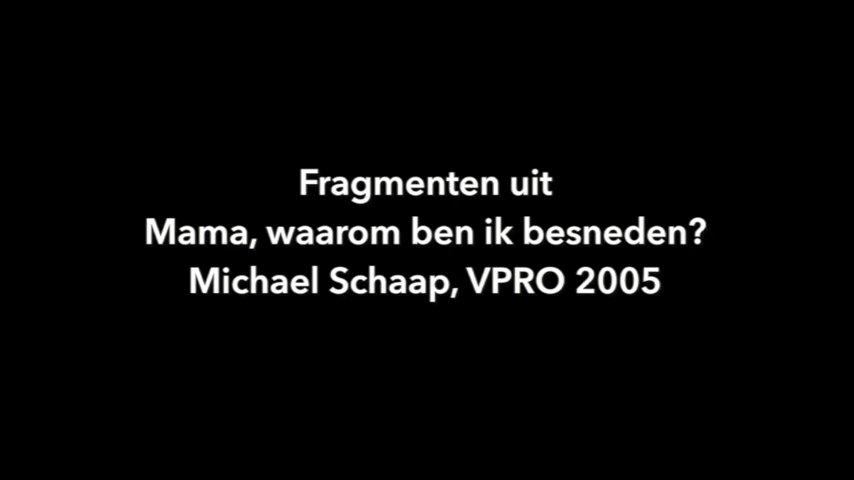 Fragmenten uit
Mama, waarom ben ik besneden?
Michael Schaap, VPRO 2005